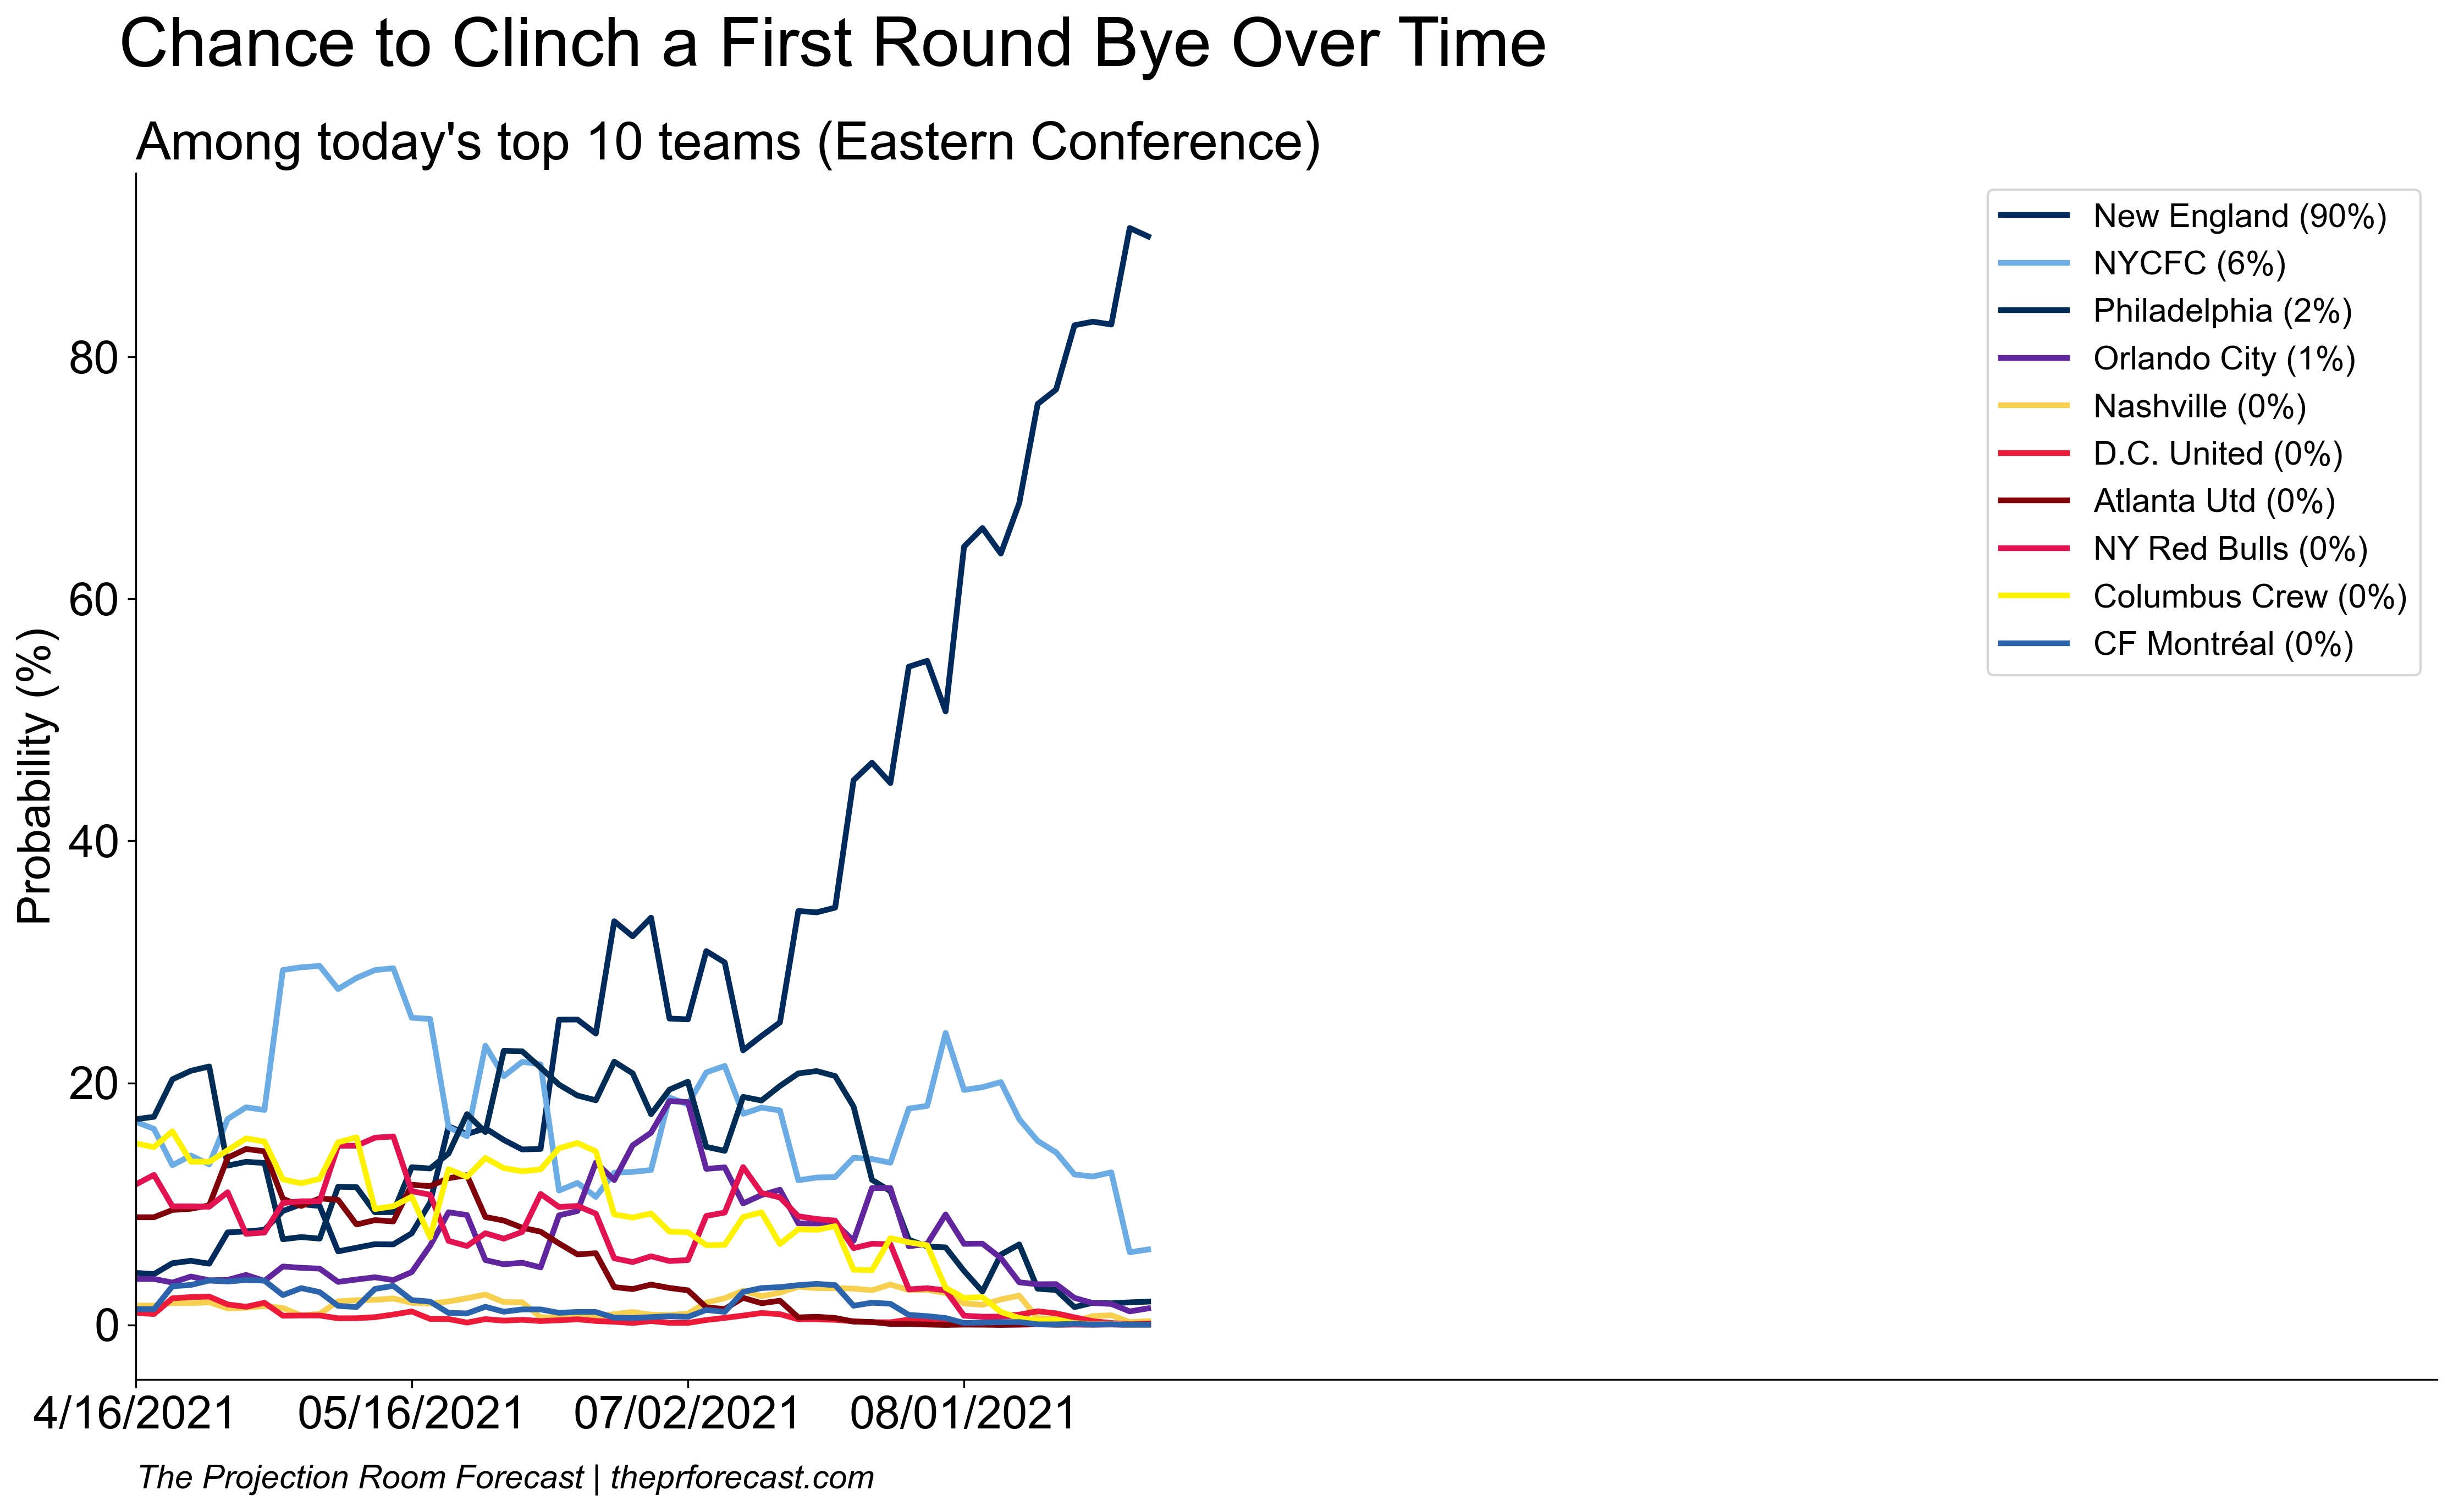 Chance to Clinch a First Round Bye Over Time
Among today's top 10 teams (Eastern Conference)
New England (90%)
NYCFC (6%)
Philadelphia (2%)
Orlando City (1%)
Nashville (0%)
D.C. United (0%)
Atlanta Utd (0%)
NY Red Bulls (0%)
Columbus Crew (0%)
CF Montréal (0%)
Probability (%)
80
60
40
20
0
4/16/2021 05/16/2021 07/02/2021 08/01/2021
The Projection Room Forecast | theprforecast.com